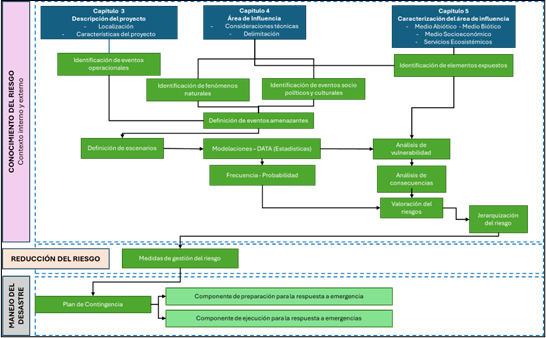 Capítulo 3
Descripción del proyecto
- Localización
- Características del proyecto
Capítulo 4
Área de Influencia
- Consideraciones técnicas
- Delimitación
Capítulo 5
Caracterización del área de influencia
- Medio Abiótico - Medio Biótico
- Medio Socioeconómico
- Servicios Ecosistémicos
CONOCIMIENTO DEL RIESGO
Contexto interno y externo
Identificación de eventos
operacionales
Identificación de elementos expuestos
Identificación de fenómenos
naturales
Identificación de eventos socio
políticos y culturales
Definición de eventos amenazantes
Definición de escenarios
Modelaciones – DATA (Estadísticas)
Análisis de
vulnerabilidad
Frecuencia - Probabilidad
Análisis de
consecuencias
Valoración del
riesgos
Jerarquización
del riesgo
REDUCCIÓN DEL RIESGO
Medidas de gestión del riesgo
MANEJO DEL
DESASTRE
Plan de Contingencia
Componente de preparación para la respuesta a emergencia
Componente de ejecución para la respuesta a emergencias